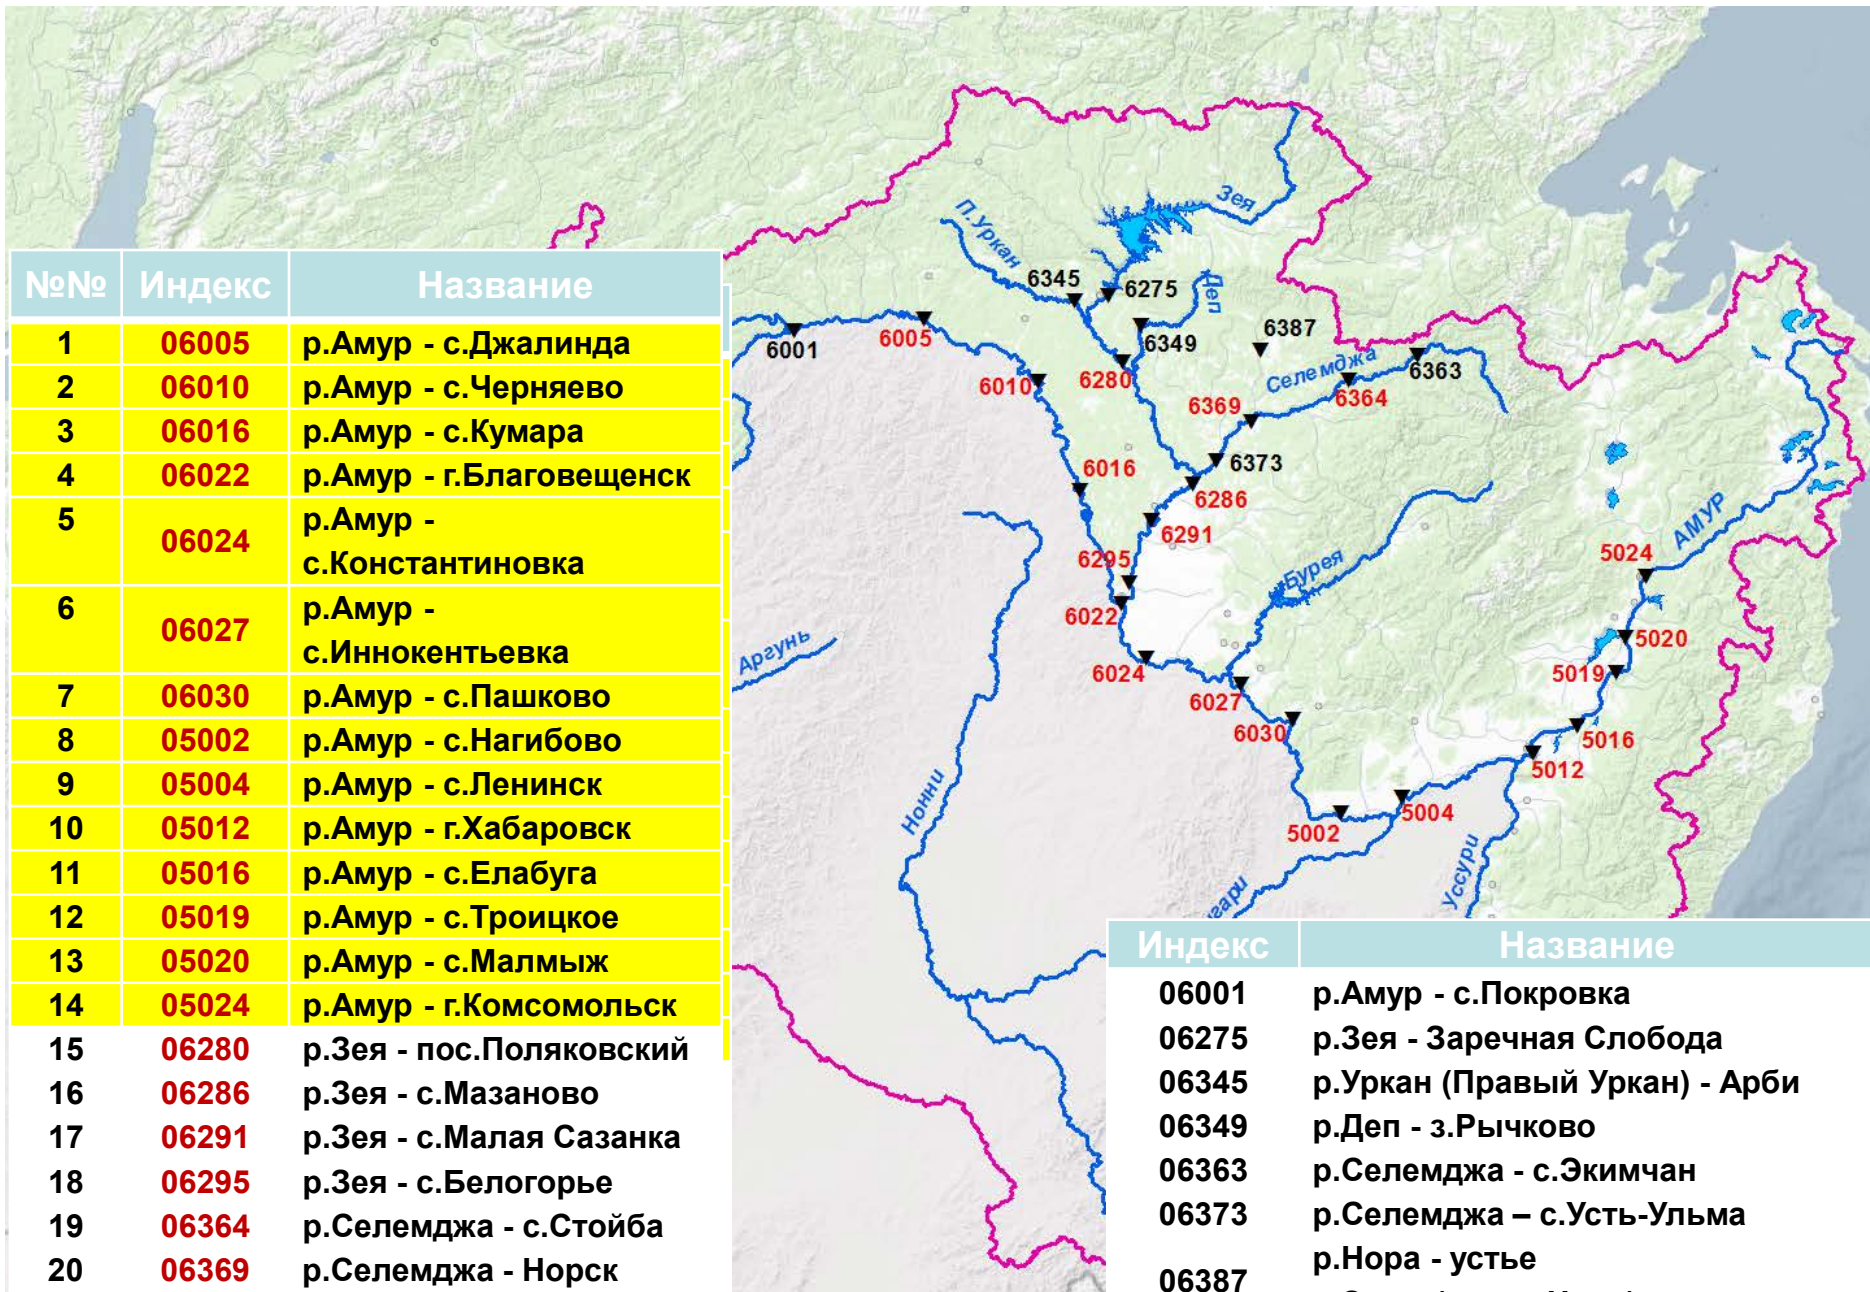 №№ Индекс Название
1 06005 р.Амур - с.Джалинда
2 06010 р.Амур - с.Черняево
3 06016 р.Амур - с.Кумара
4 06022 р.Амур - г.Благовещенск
5 06024 р.Амур -
с.Константиновка
6 06027 р.Амур -
с.Иннокентьевка
7 06030 р.Амур - с.Пашково
8 05002 р.Амур - с.Нагибово
9 05004 р.Амур - с.Ленинск
10 05012 р.Амур - г.Хабаровск
11 05016 р.Амур - с.Елабуга
12 05019 р.Амур - с.Троицкое
13 05020 р.Амур - с.Малмыж
14 05024 р.Амур - г.Комсомольск
15 06280 р.Зея - пос.Поляковский
16 06286 р.Зея - с.Мазаново
17 06291 р.Зея - с.Малая Сазанка
18 06295 р.Зея - с.Белогорье
19 06364 р.Селемджа - с.Стойба
20 06369 р.Селемджа - Норск
Зея
П.Уркан
6345
6275
Деп
6001
6005
6349
6387
6010
6280
Селемджа
6363
6364
6369
6373
6016
6286
6291
АМУР
6295
Бурея
5024
6022
Аргунь
5020
6024
5019
6027
6030
5016
5012
Нонни
5002
5004
Уссури
гари
Индекс Название
06001 р.Амур - с.Покровка
06275 р.Зея - Заречная Слобода
06345 р.Уркан (Правый Уркан) - Арби
06349 р.Деп - з.Рычково
06363 р.Селемджа - с.Экимчан
06373 р.Селемджа – с.Усть-Ульма
06387 р.Нора - устье